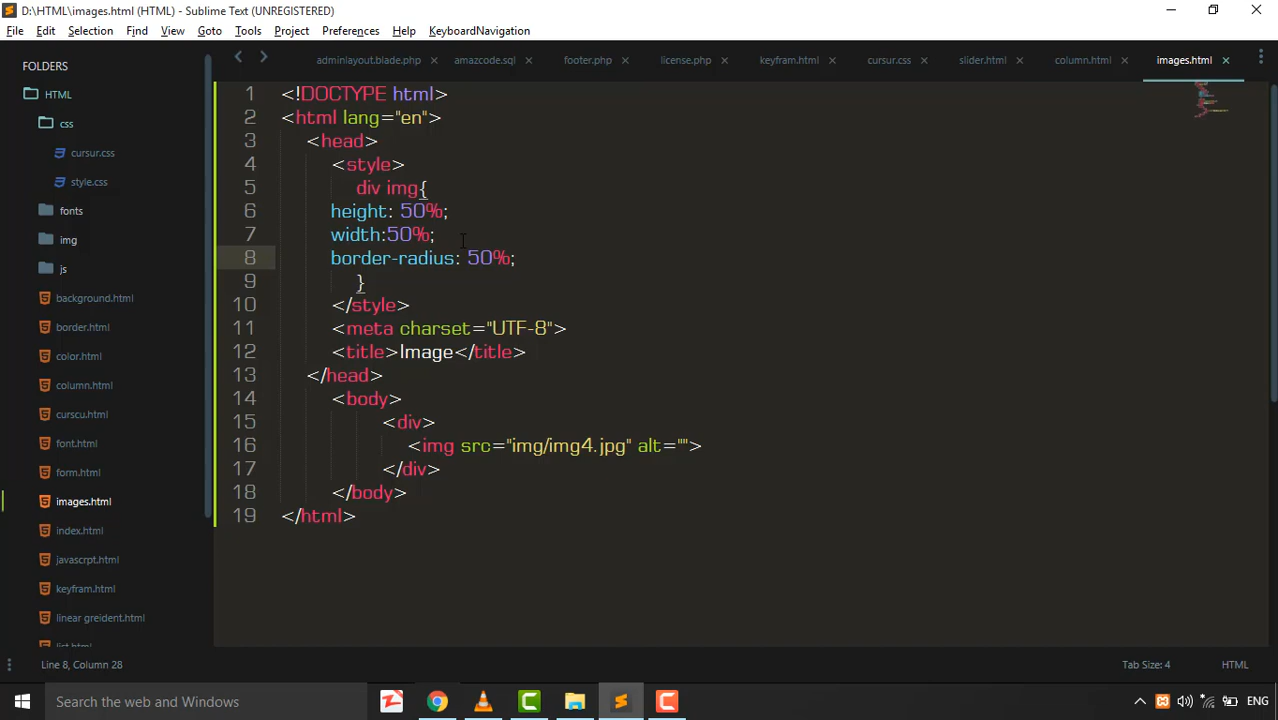 D:\HTML\images.html (HTML) - Sublime Text (UNREGISTERED)
File Edit Selection Find View Goto Tools Project Preferences Help KeyboardNavigation
FOLDERS
HTML
css
cursur.css
style.css
fonts
img
js
background.html
border.html
color.html
column.html
curscu.html
font.html
form.html
images.html
index.html
javascrpt.html
keyfram.html
linear greident.html
list.html
adminlayout.blade.php amazcode.sql footer.php license.php keyfram.html cursur.css slider.html column.html images.html
1 <!DOCTYPE html>
2 <html lang="en">
3 <head>
4 <style>
5 div img{
6 height: 50%;
7 width:50%;
8 border-radius: 50%;
9 }
10 </style>
11 <meta charset="UTF-8">
12 <title>Image</title>
13 </head>
14 <body>
15 <div>
16 <img src="img/img4.jpg" alt="">
17 </div>
18 </body>
19 </html>
Line 8, Column 28 Tab Size: 4 HTML
Search the web and Windows ENG